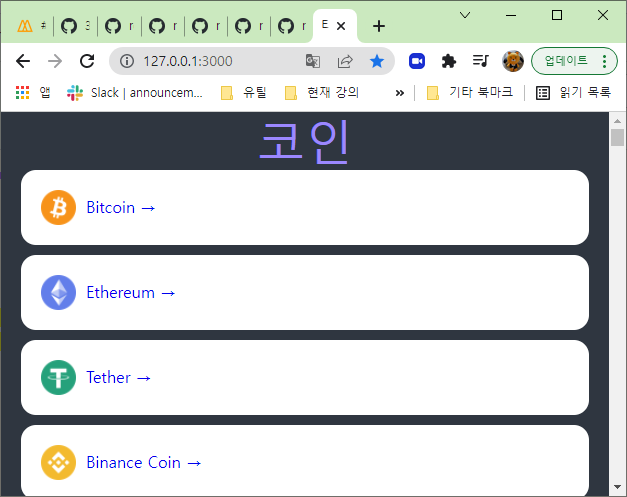 127.0.0.1:3000
업데이트
앱
Slack | announcem...
유틸
현재 강의
»
기타 북마크
읽기 목록
코인
Bitcoin →
Ethereum →
Tether →
Binance Coin →